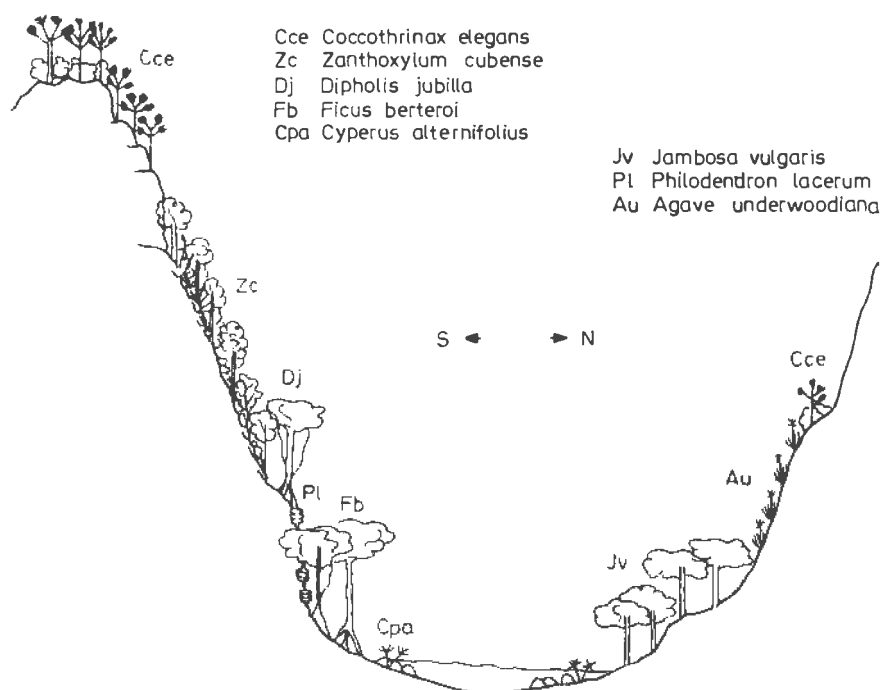 Cce Coccothrinax elegans
Zc Zanthoxylum cubense
Dj Dipholis jubilla
Fb Ficus berteroi
Cpa Cyperus alternifolius
Jv Jambosa vulgaris
Pl Philodendron lacerum
Au Agave underwoodiana
Cce
Zc
S N
Cce
Dj
Au
Pl
Fb
Jv
Cpa